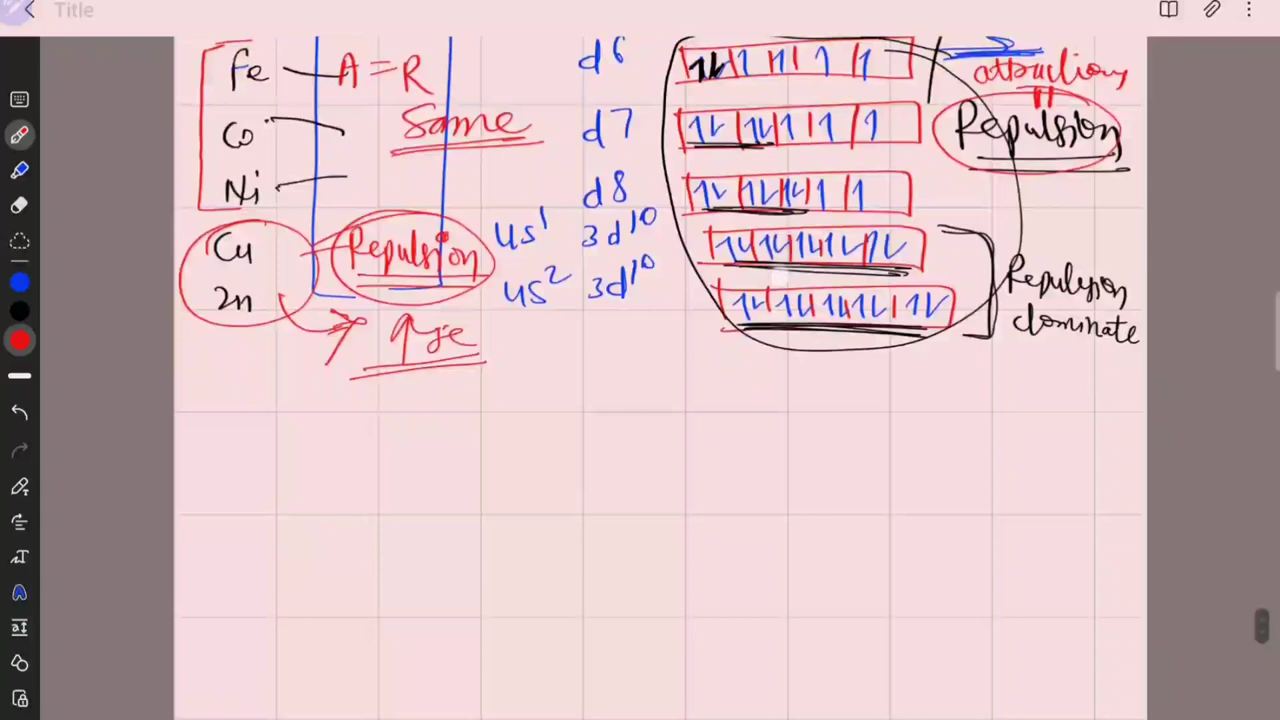 Title
Fe A = R d6 attraction
Co Same d7 Repulsion
Ni d8
Cu Repulsion 4s1 3d10
Zn 4s2 3d10 Repulsion
dominate